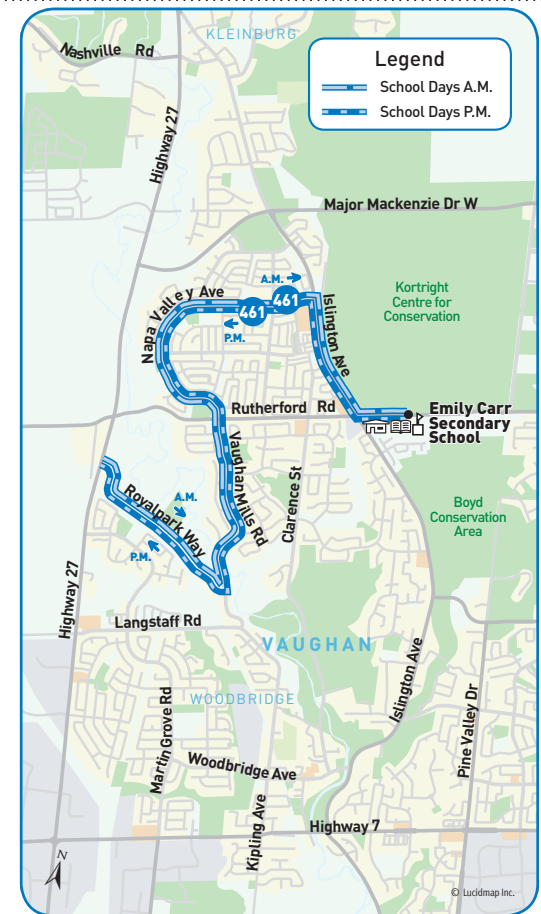 KLEINBURG
Nashville Rd
Legend
School Days A.M.
School Days P.M.
Highway 27
Major Mackenzie Dr W
A.M.
Napa Valley Ave
461
461
P.M.
Islington Ave
Kortright
Centre for
Conservation
Rutherford Rd
Emily Carr
Secondary
School
Vaughan Mills Rd
Clarence St
Royalpark Way
A.M.
P.M.
Boyd
Conservation
Area
Highway 27
Langstaff Rd
VAUGHAN
WOODBRIDGE
Islington Ave
Pine Valley Dr
Martin Grove Rd
Woodbridge Ave
Kipling Ave
Highway 7
N
© Lucidmap Inc.